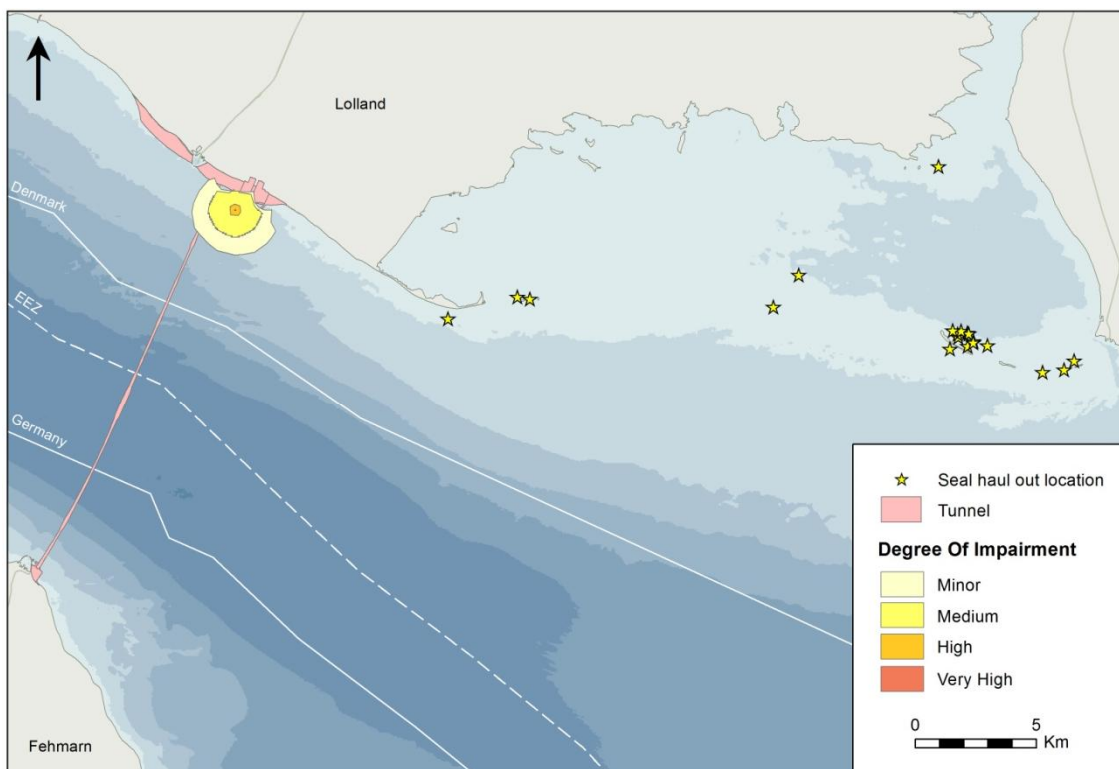 Lolland
Denmark
EEZ
Germany
Fehmarn
Seal haul out location
Tunnel
Degree Of Impairment
Minor
Medium
High
Very High
0 5
Km